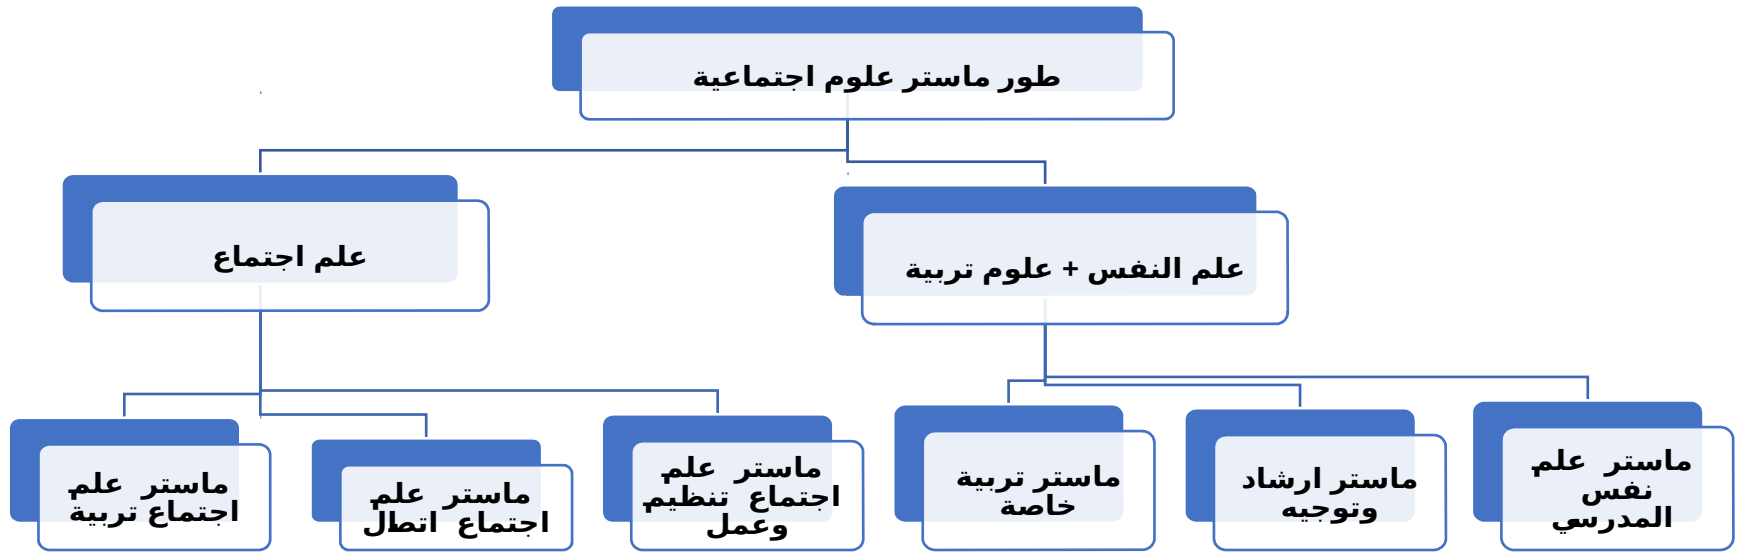 طور ماستر علوم اجتماعية
علم النفس + علوم تربية
علم اجتماع
ماستر علم
نفس
المدرسي
ماستر ارشاد
وتوجيه
ماستر تربية
خاصة
ماستر علم
اجتماع تنظيم
وعمل
ماستر علم
اجتماع اتصال
ماستر علم
اجتماع تربية